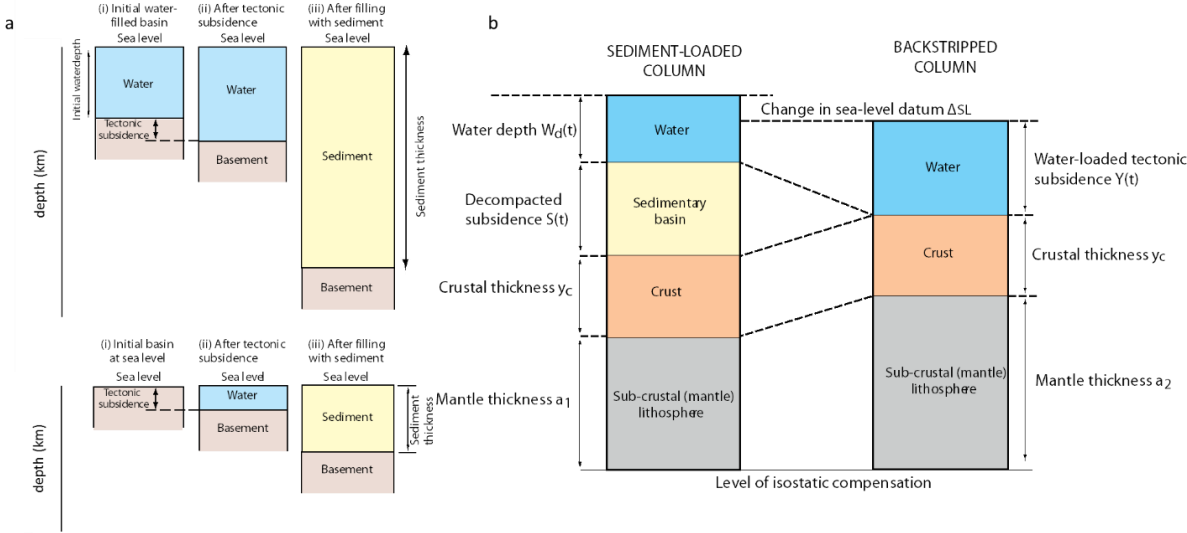 a
(i) Initial water-
filled basin
(ii) After tectonic
subsidence
(iii) After filling
with sediment
Sea level
Sea level
Sea level
Initial waterdepth
Water
Water
Tectonic
subsidence
Basement
Sediment
Sediment thickness
Basement
depth (km)
(i) Initial basin
at sea level
(ii) After tectonic
subsidence
(iii) After filling
with sediment
Sea level
Sea level
Sea level
Tectonic
subsidence
Water
Basement
Sediment
Sediment
thickness
Basement
depth (km)
b
SEDIMENT-LOADED
COLUMN
BACKSTRIPPED
COLUMN
Change in sea-level datum ΔSL
Water depth Wd(t)
Water
Water
Water-loaded tectonic
subsidence Y(t)
Decompacted
subsidence S(t)
Sedimentary
basin
Crustal thickness yc
Crust
Crust
Crustal thickness yc
Mantle thickness a1
Sub-crustal (mantle)
lithosphere
Sub-crustal (mantle)
lithosphere
Mantle thickness a2
Level of isostatic compensation